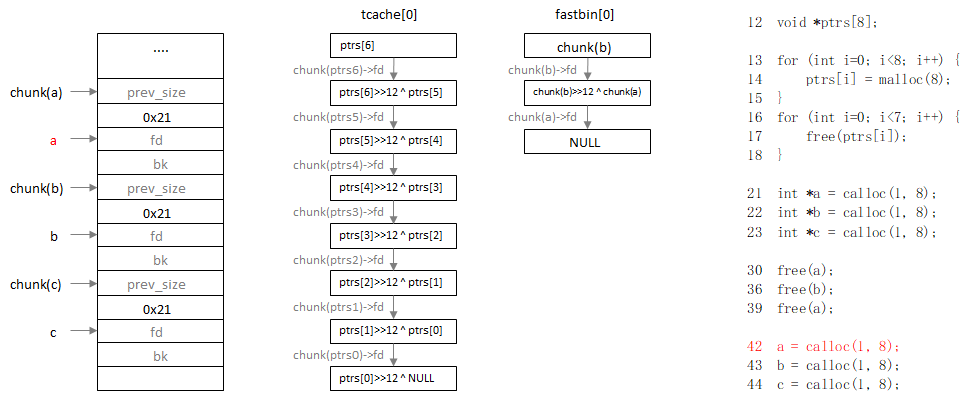 tcache[0]
fastbin[0]
....
chunk(a)
prev_size
0x21
a
fd
bk
chunk(b)
prev_size
0x21
b
fd
bk
chunk(c)
prev_size
0x21
c
fd
bk
ptrs[6]
chunk(ptrs6)->fd
ptrs[6]>>12 ^ ptrs[5]
chunk(ptrs5)->fd
ptrs[5]>>12 ^ ptrs[4]
chunk(ptrs4)->fd
ptrs[4]>>12 ^ ptrs[3]
chunk(ptrs3)->fd
ptrs[3]>>12 ^ ptrs[2]
chunk(ptrs2)->fd
ptrs[2]>>12 ^ ptrs[1]
chunk(ptrs1)->fd
ptrs[1]>>12 ^ ptrs[0]
chunk(ptrs0)->fd
ptrs[0]>>12 ^ NULL
chunk(b)
chunk(b)->fd
chunk(b)>>12 ^ chunk(a)
chunk(a)->fd
NULL
12 void *ptrs[8];
13 for (int i=0; i<8; i++) {
14 ptrs[i] = malloc(8);
15 }
16 for (int i=0; i<7; i++) {
17 free(ptrs[i]);
18 }
21 int *a = calloc(1, 8);
22 int *b = calloc(1, 8);
23 int *c = calloc(1, 8);
30 free(a);
36 free(b);
39 free(a);
42 a = calloc(1, 8);
43 b = calloc(1, 8);
44 c = calloc(1, 8);